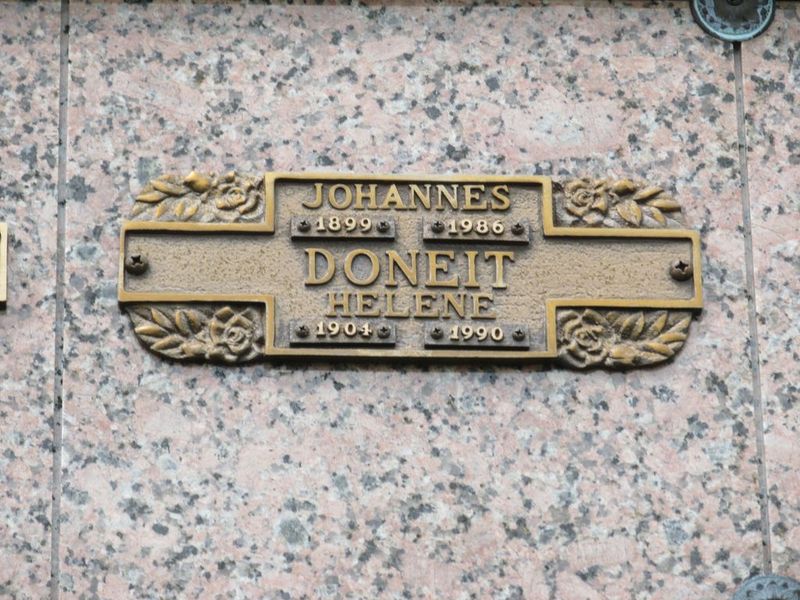 JOHANNES
1899 1986
DONEIT
HELENE
1904 1990